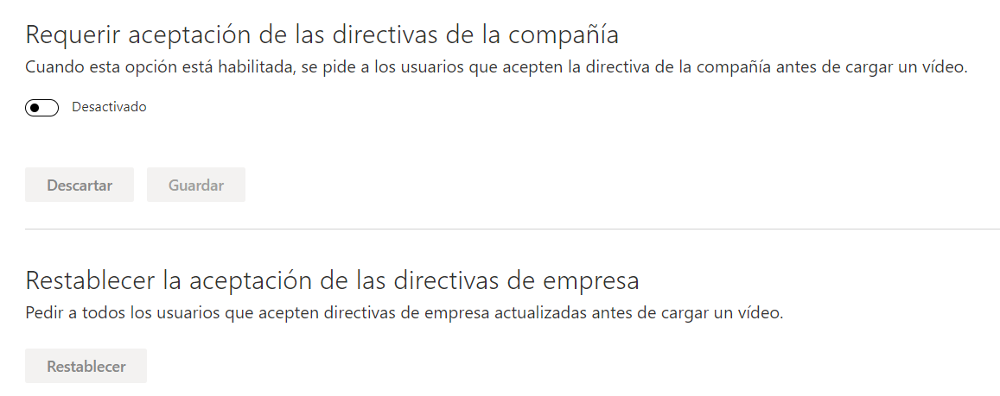 Requerir aceptación de las directivas de la compañía
Cuando esta opción está habilitada, se pide a los usuarios que acepten la directiva de la compañía antes de cargar un vídeo.
Desactivado
Descartar
Guardar
Restablecer la aceptación de las directivas de empresa
Pedir a todos los usuarios que acepten directivas de empresa actualizadas antes de cargar un vídeo.
Restablecer